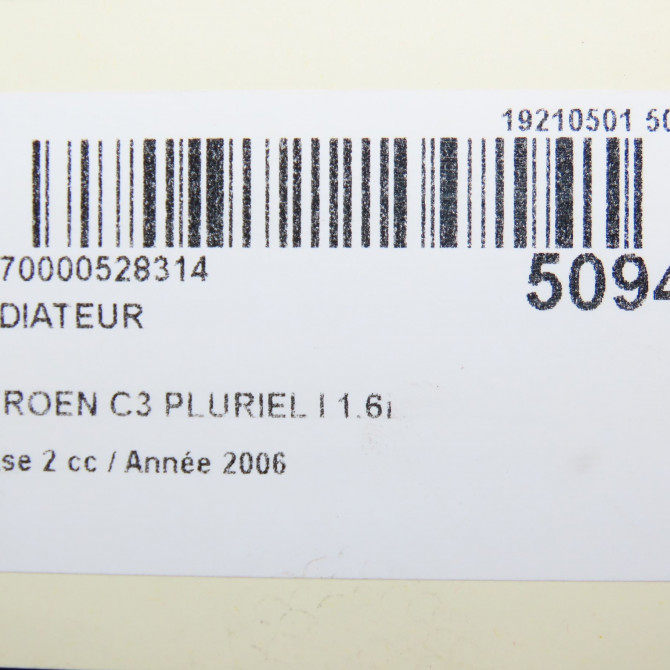 19210501 50
70000528314
5094
DIATEUR
ROEN C3 PLURIEL I 1.6i
se 2 cc / Année 2006